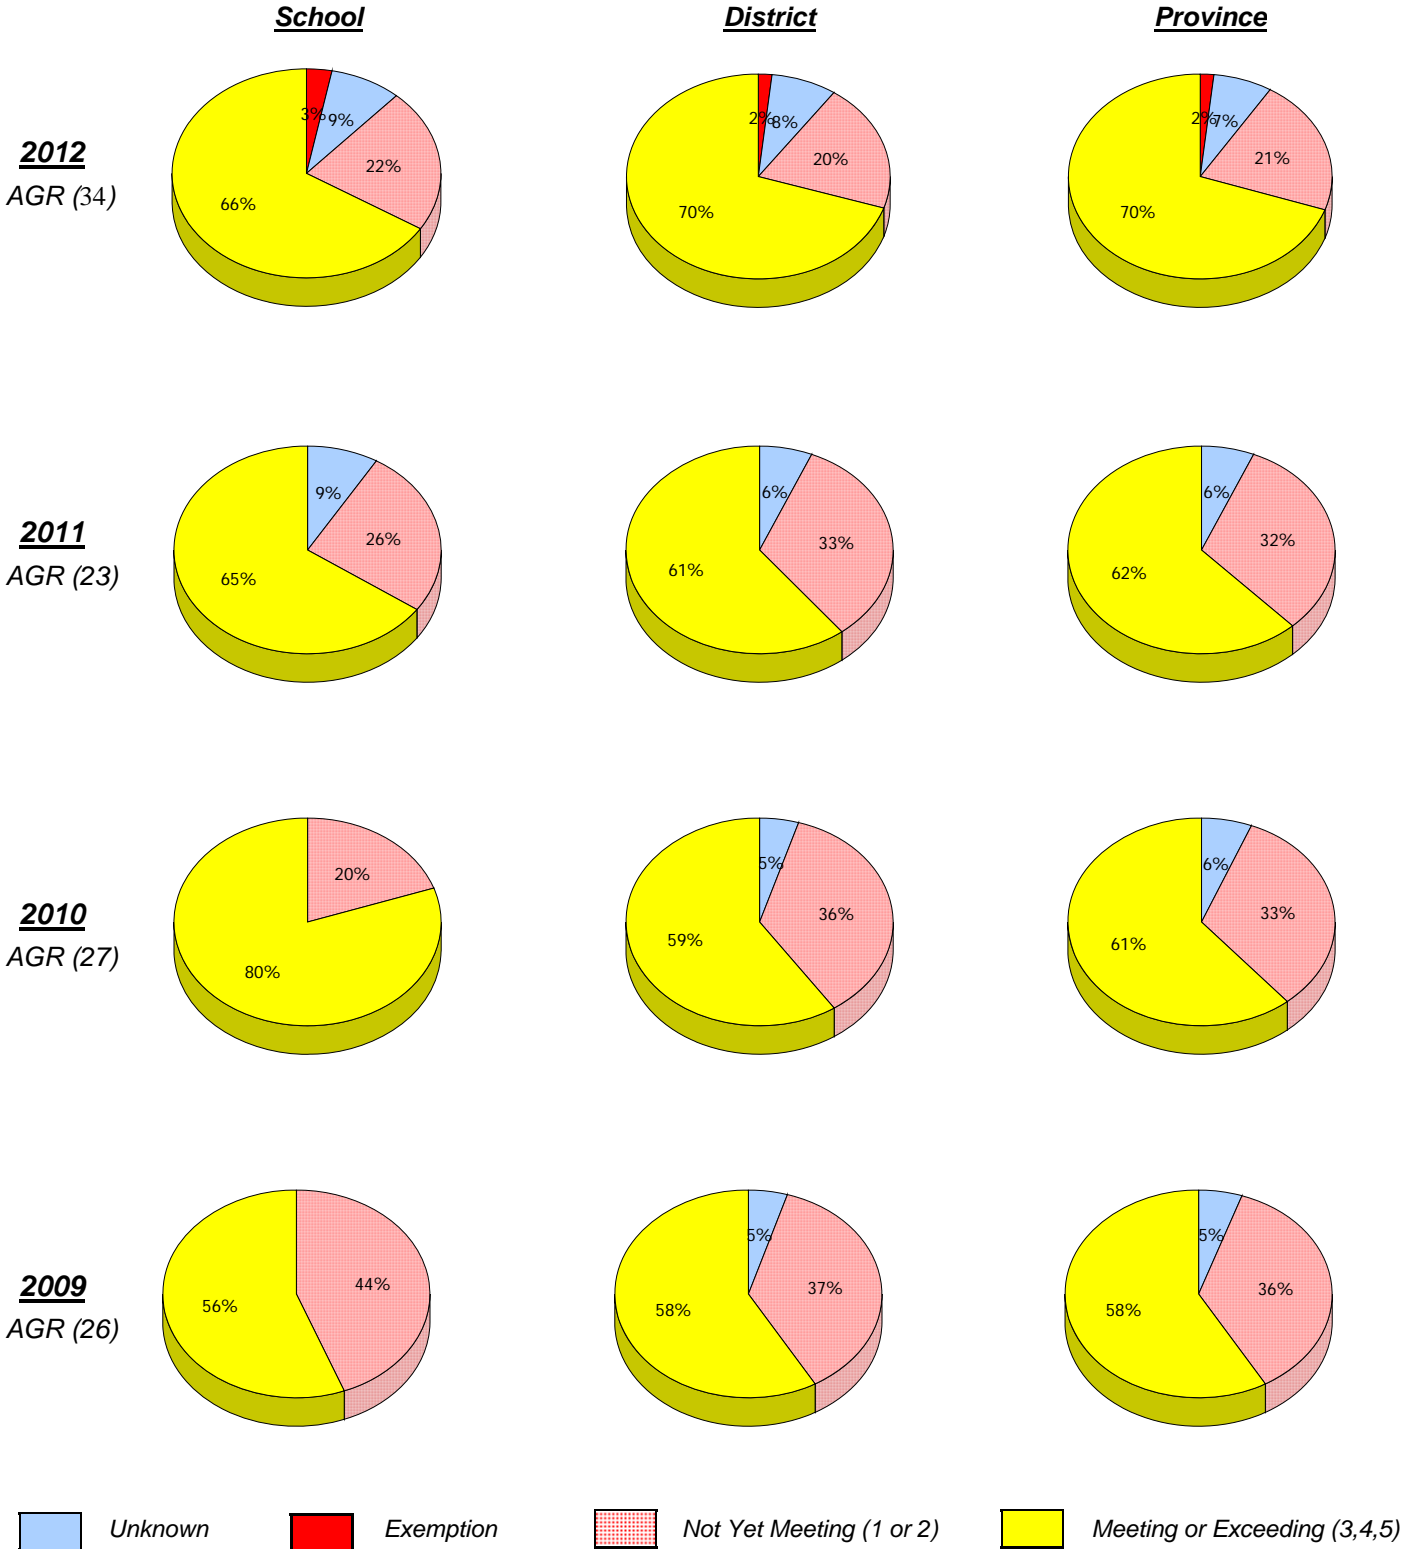 School District Province
2012
AGR (34)
3% 9% 22% 66%
2% 8% 20% 70%
2% 7% 21% 70%
2011
AGR (23)
9% 26% 65%
6% 33% 61%
6% 32% 62%
2010
AGR (27)
20% 80%
5% 36% 59%
6% 33% 61%
2009
AGR (26)
44% 56%
5% 37% 58%
5% 36% 58%
Unknown Exemption Not Yet Meeting (1 or 2) Meeting or Exceeding (3,4,5)